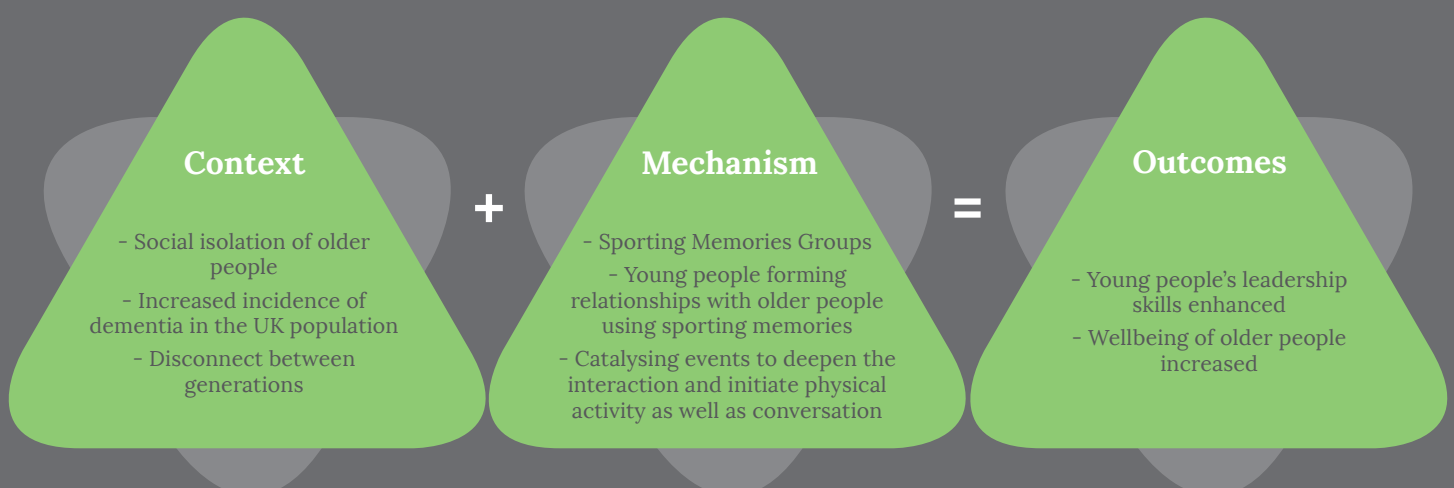 Context
- Social isolation of older
people
- Increased incidence of
dementia in the UK population
- Disconnect between
generations
+
Mechanism
- Sporting Memories Groups
- Young people forming
relationships with older people
using sporting memories
- Catalysing events to deepen the
interaction and initiate physical
activity as well as conversation
=
Outcomes
- Young people’s leadership
skills enhanced
- Wellbeing of older people
increased